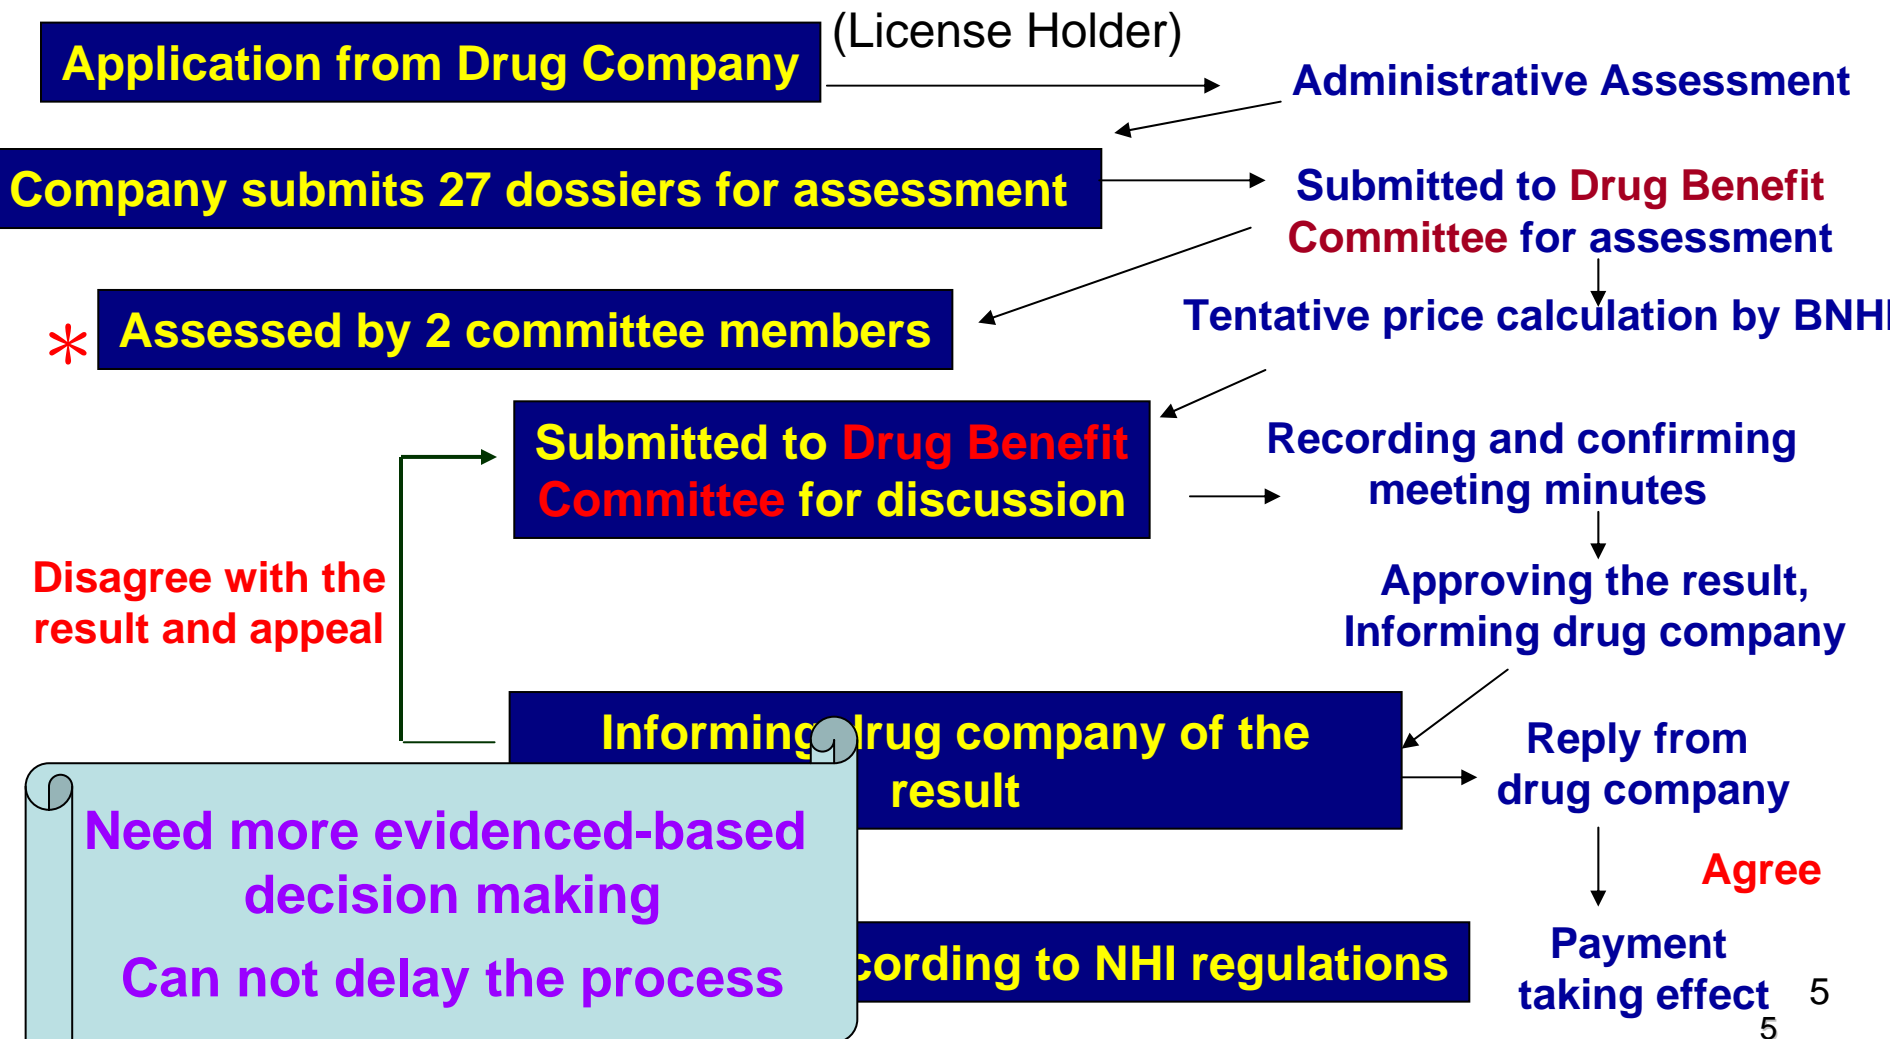 Application from Drug Company
(License Holder)
Administrative Assessment
Company submits 27 dossiers for assessment
Submitted to Drug Benefit
Committee for assessment
* Assessed by 2 committee members
Tentative price calculation by BNHI
Submitted to Drug Benefit
Committee for discussion
Recording and confirming
meeting minutes
Disagree with the
result and appeal
Approving the result,
Informing drug company
Informing drug company of the
result
Reply from
drug company
Need more evidenced-based
decision making
Can not delay the process
Agree
cording to NHI regulations
Payment
taking effect
5
5